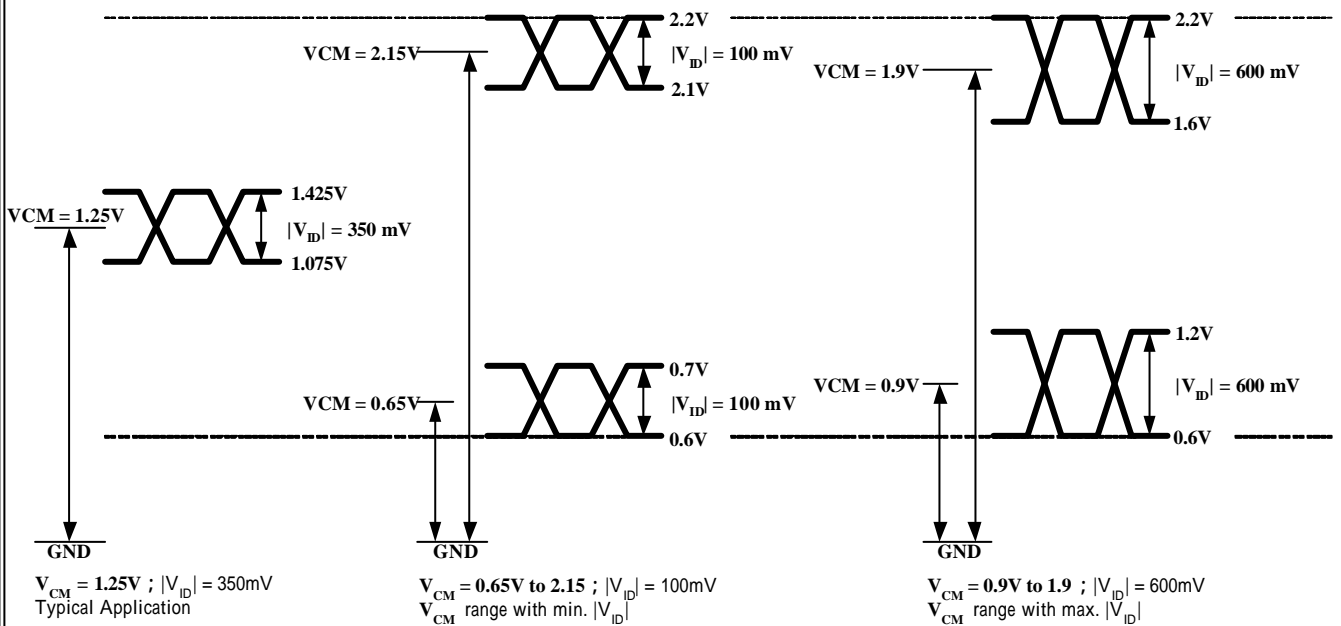 2.2V
VCM = 2.15V
|VID| = 100 mV
2.1V
2.2V
VCM = 1.9V
|VID| = 600 mV
1.6V
1.425V
VCM = 1.25V
|VID| = 350 mV
1.075V
0.7V
VCM = 0.65V
|VID| = 100 mV
0.6V
1.2V
VCM = 0.9V
|VID| = 600 mV
0.6V
GND
GND
GND
VCM = 1.25V ; |VID| = 350mV
Typical Application
VCM = 0.65V to 2.15 ; |VID| = 100mV
VCM range with min. |VID|
VCM = 0.9V to 1.9 ; |VID| = 600mV
VCM range with max. |VID|